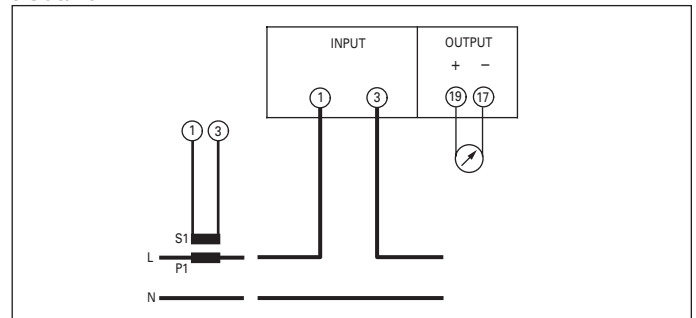 INPUT OUTPUT
+ −
1 3 19 17
1 3
S1
L
P1
N